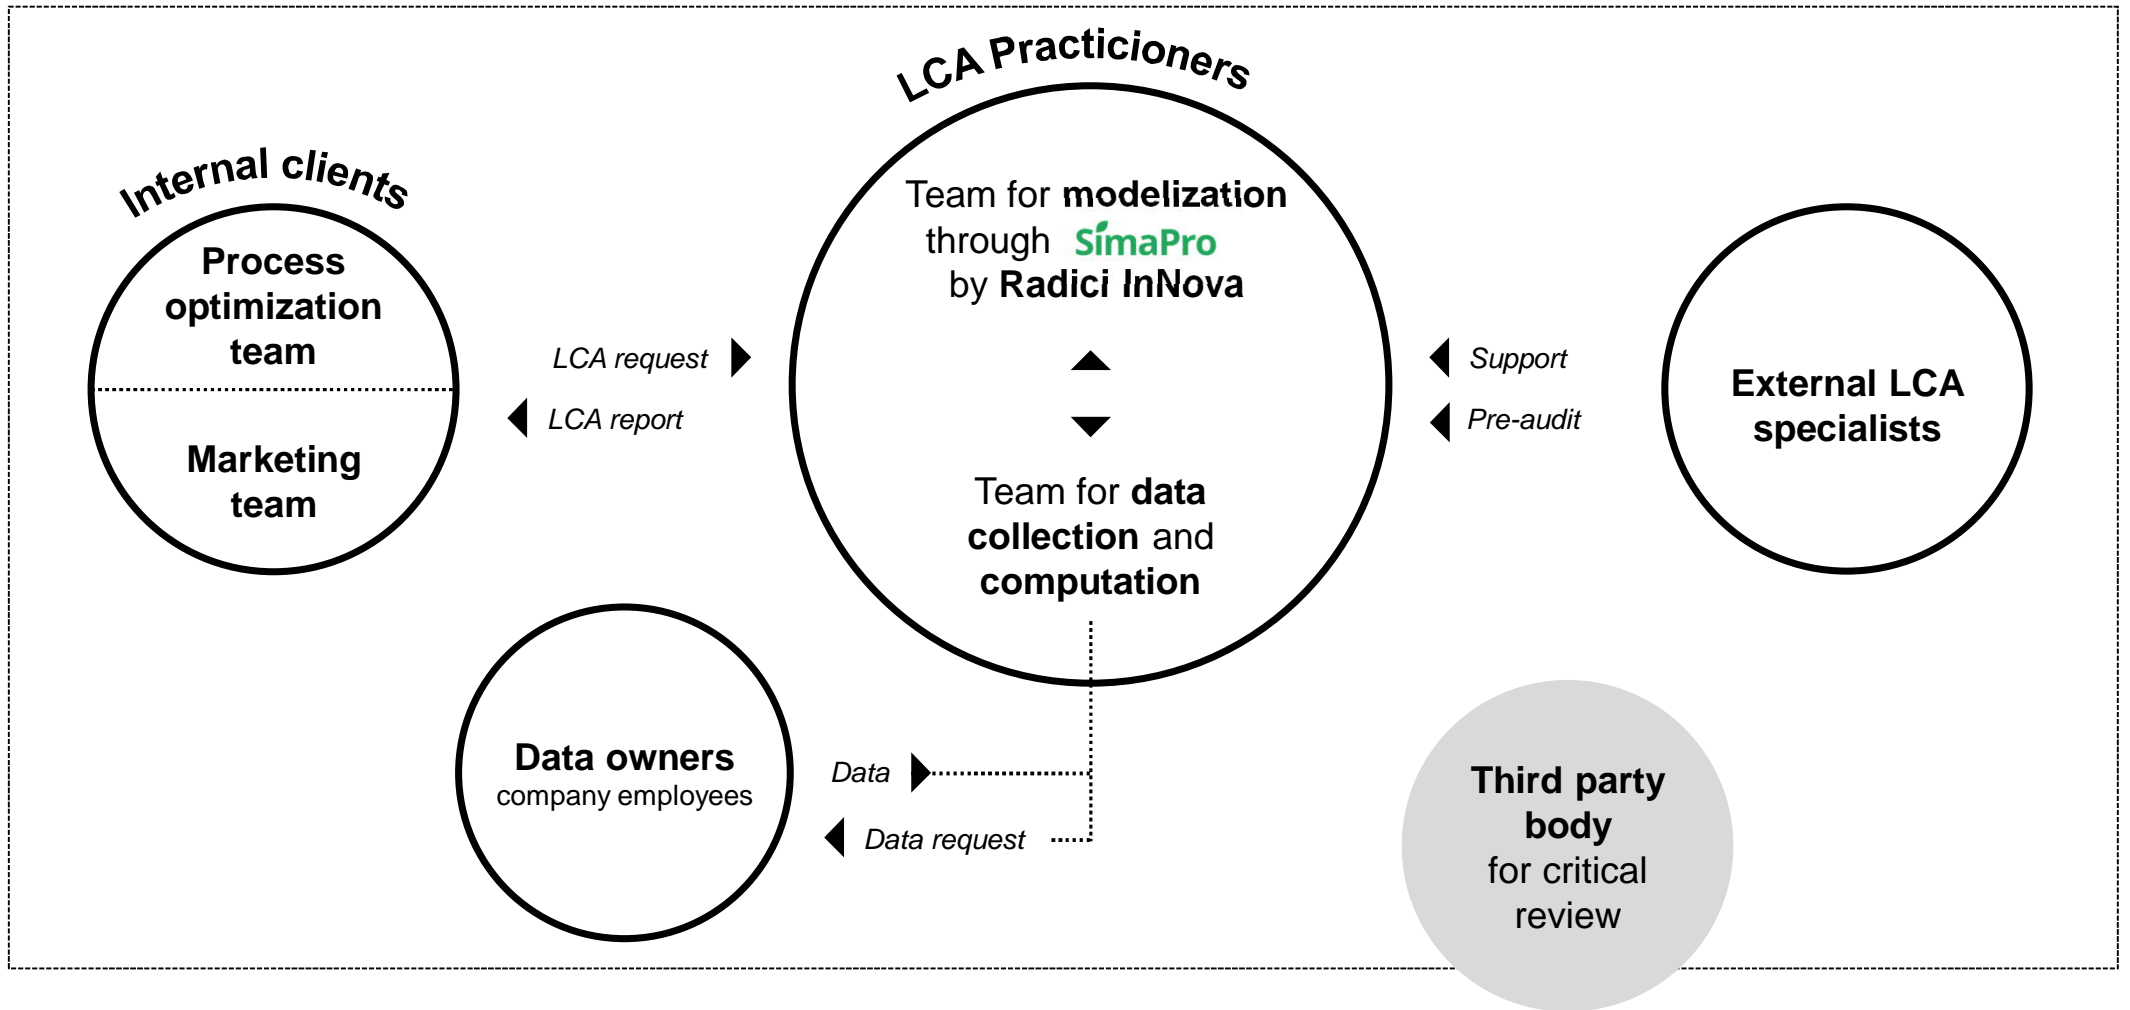 LCA Practicioners
Internal clients
Process
optimization
team
Marketing
team
LCA request
LCA report
Team for modelization
through SimaPro
by Radici InNova
Team for data
collection and
computation
Support
Pre-audit
External LCA
specialists
Data owners
company employees
Data
Data request
Third party
body
for critical
review